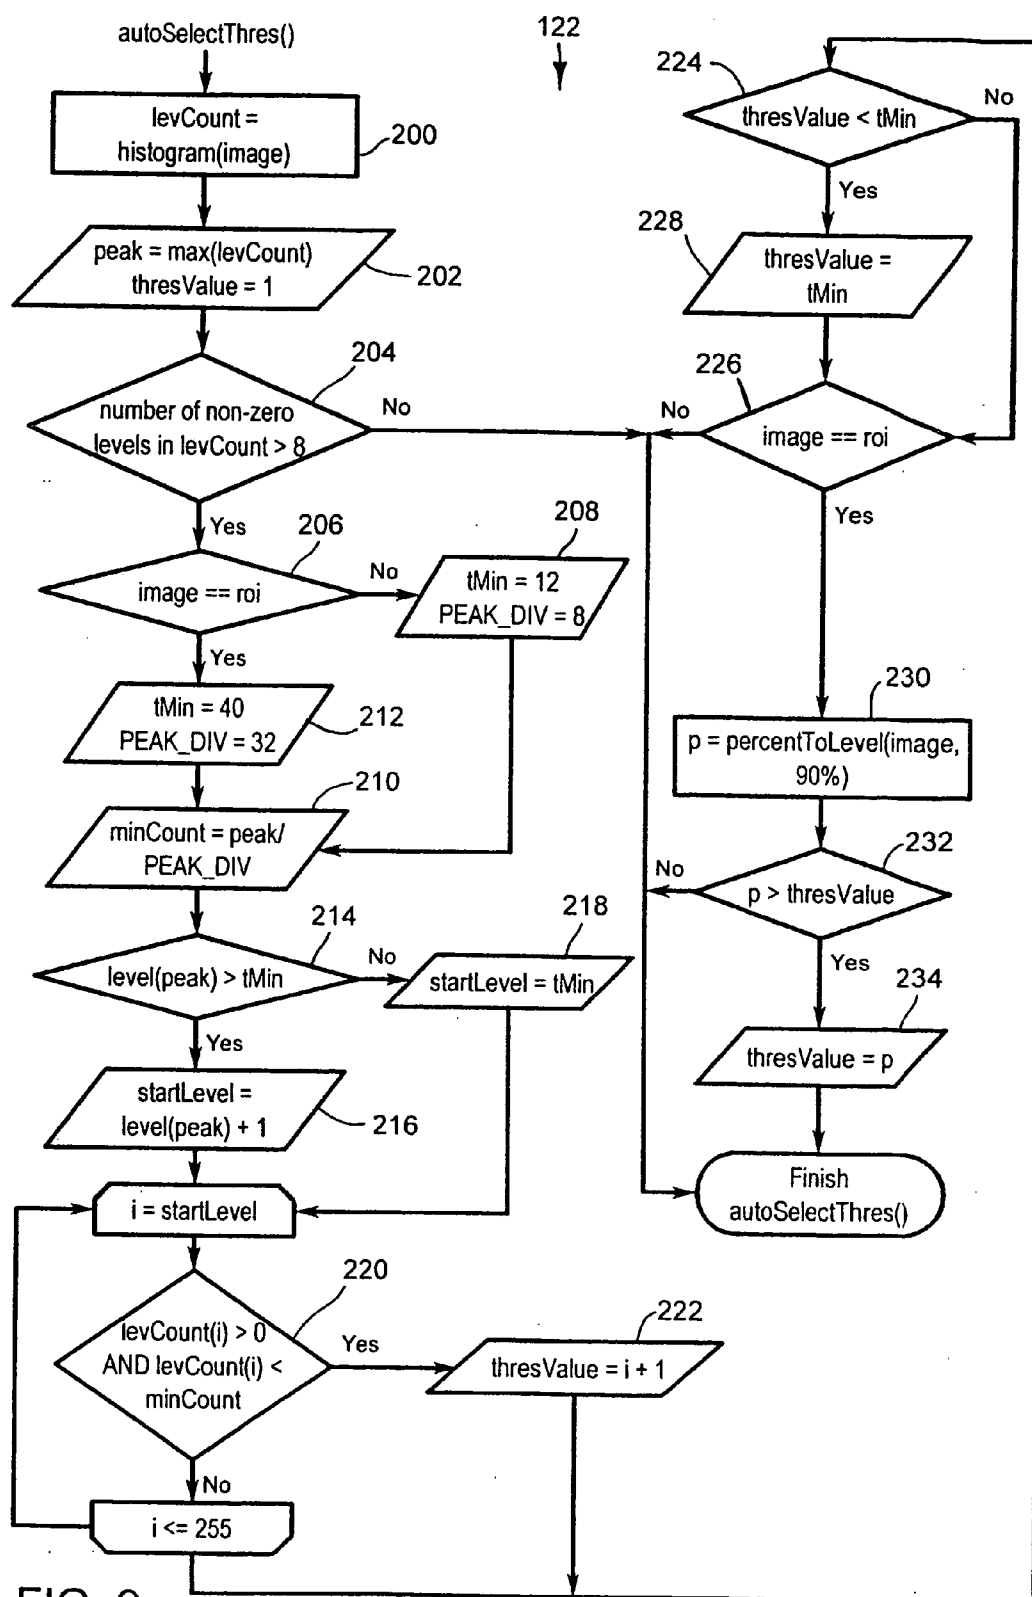 autoSelectThres()
levCount =
histogram(image)
200
peak = max(levCount)
thresValue = 1
202
204
number of non-zero
levels in levCount > 8
No
Yes
206
image == roi
No
208
tMin = 12
PEAK_DIV = 8
Yes
tMin = 40
PEAK_DIV = 32
212
210
minCount = peak/
PEAK_DIV
214
level(peak) > tMin
No
218
startLevel = tMin
Yes
startLevel =
level(peak) + 1
216
i = startLevel
220
levCount(i) > 0
AND levCount(i) <
minCount
Yes
222
thresValue = i + 1
No
i <= 255
122
224
thresValue < tMin
No
Yes
228
thresValue =
tMin
226
No
image == roi
Yes
230
p = percentToLevel(image,
90%)
232
No
p > thresValue
Yes
234
thresValue = p
Finish
autoSelectThres()